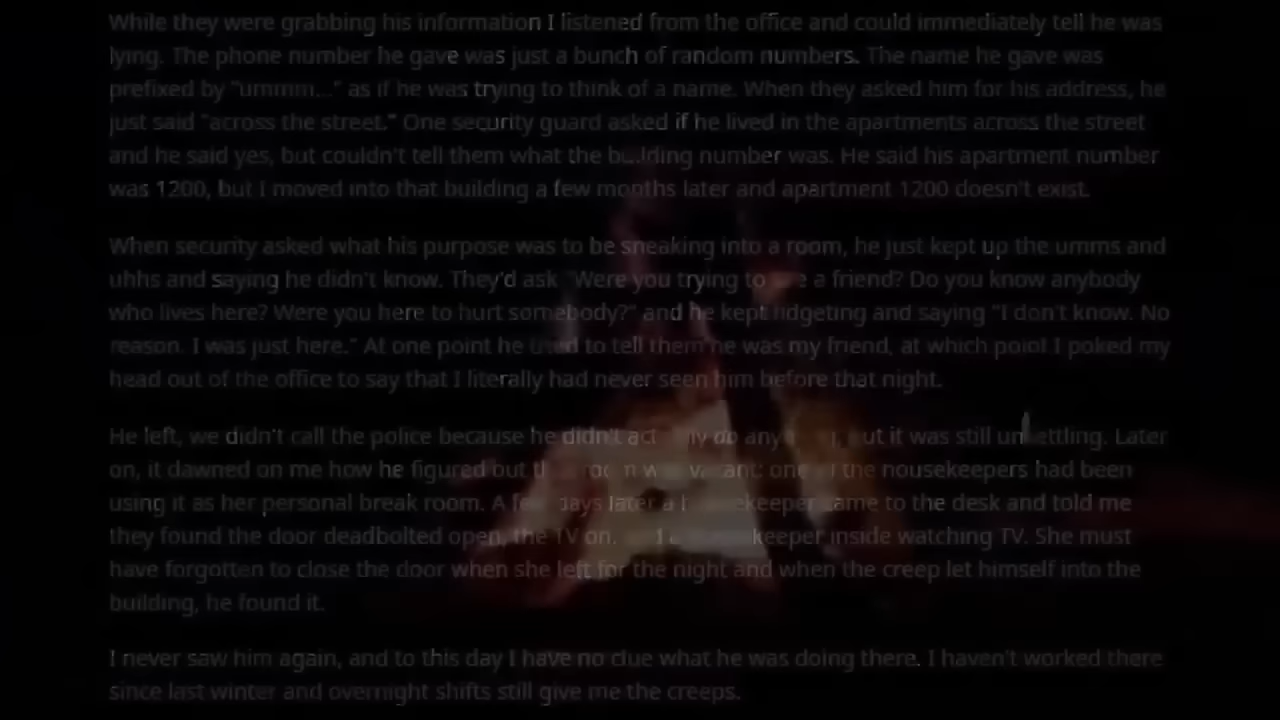 While they were grabbing his information I listened from the office and could immediately tell he was
lying. The phone number he gave was just a bunch of random numbers. The name he gave was
prefixed by "ummm..." as if he was trying to think of a name. When they asked him for his address, he
just said "across the street." One security guard asked if he lived in the apartments across the street
and he said yes, but couldn't tell them what the building number was. He said his apartment number
was 1200, but I moved into that building a few months later and apartment 1200 doesn't exist.
When security asked what his purpose was to be sneaking into a room, he just kept up the umms and
uhhs and saying he didn't know. They'd ask "Were you trying to a friend? Do you know anybody
who lives here? Were you here to hurt somebody?" and he kept fidgeting and saying "I don't know. No
reason. I was just here." At one point he tried to tell them he was my friend, at which point I poked my
head out of the office to say that I literally had never seen him before that night.
He left, we didn't call the police because he didn't do but it was still unsettling. Later
on, it dawned on me how he figured out the room was vacant: one of the housekeepers had been
using it as her personal break room. A few days later a housekeeper came to the desk and told me
they found the door deadbolted open, the TV on, keeper inside watching TV. She must
have forgotten to close the door when she left for the night and when the creep let himself into the
building, he found it.
I never saw him again, and to this day I have no clue what he was doing there. I haven't worked there
since last winter and overnight shifts still give me the creeps.